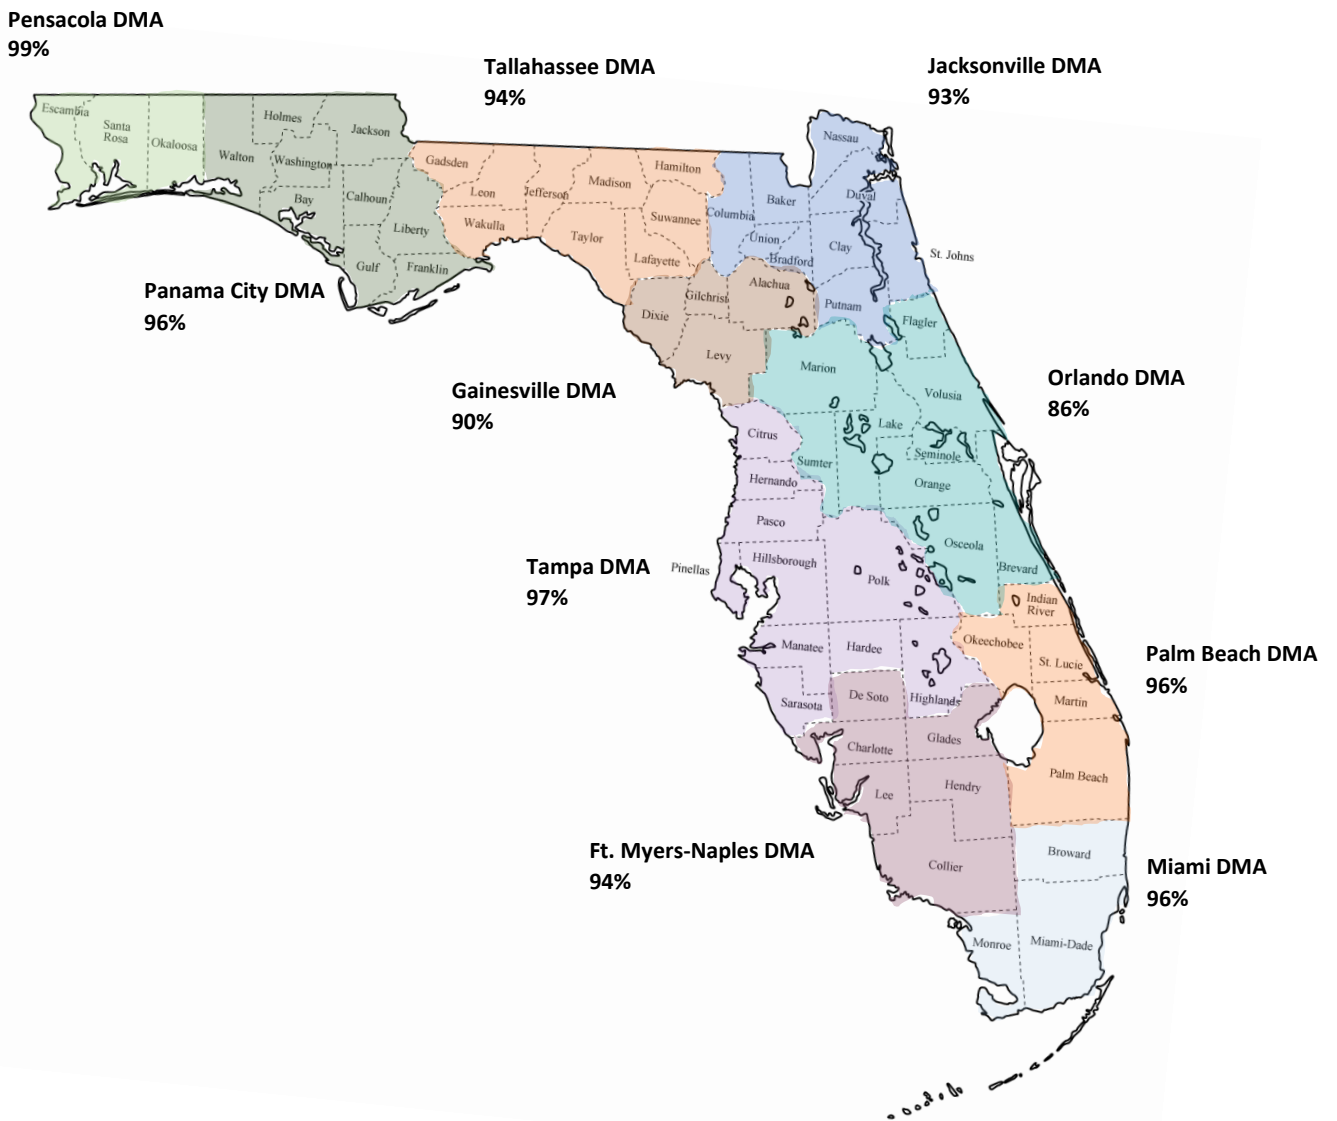 Pensacola DMA
99%
Tallahassee DMA
94%
Jacksonville DMA
93%
Escambia
Santa
Rosa
Okaloosa
Holmes
Jackson
Walton
Washington
Bay
Calhoun
Liberty
Gulf
Franklin
Gadsden
Leon
Jefferson
Madison
Hamilton
Wakulla
Taylor
Suwannee
Lafayette
Nassau
Columbia
Baker
Duval
Union
Bradford
Clay
St. Johns
Putnam
Panama City DMA
96%
Dixie
Gilchrist
Alachua
Levy
Flagler
Marion
Volusia
Gainesville DMA
90%
Orlando DMA
86%
Citrus
Lake
Sumter
Seminole
Hernando
Orange
Pasco
Osceola
Brevard
Tampa DMA
97%
Pinellas
Hillsborough
Polk
Indian
River
Manatee
Hardee
Okeechobee
St. Lucie
Palm Beach DMA
96%
Sarasota
De Soto
Highlands
Martin
Charlotte
Glades
Palm Beach
Lee
Hendry
Ft. Myers-Naples DMA
94%
Collier
Broward
Miami DMA
96%
Monroe
Miami-Dade